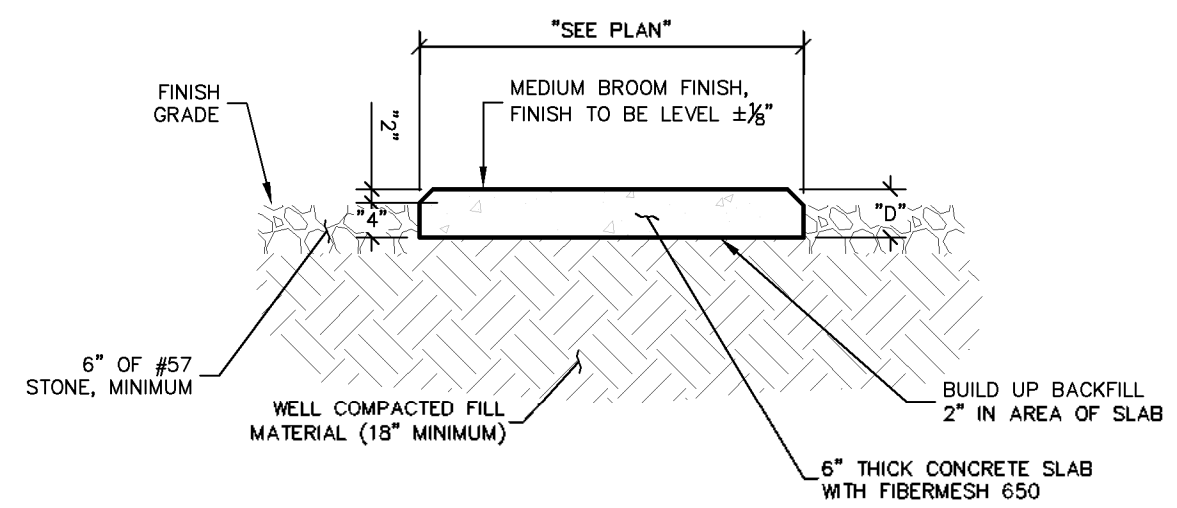 "SEE PLAN"
FINISH
GRADE
MEDIUM BROOM FINISH,
FINISH TO BE LEVEL ±⅛"
"2"
"4"
"D"
6" OF #57
STONE, MINIMUM
WELL COMPACTED FILL
MATERIAL (18" MINIMUM)
BUILD UP BACKFILL
2" IN AREA OF SLAB
6" THICK CONCRETE SLAB
WITH FIBERMESH 650